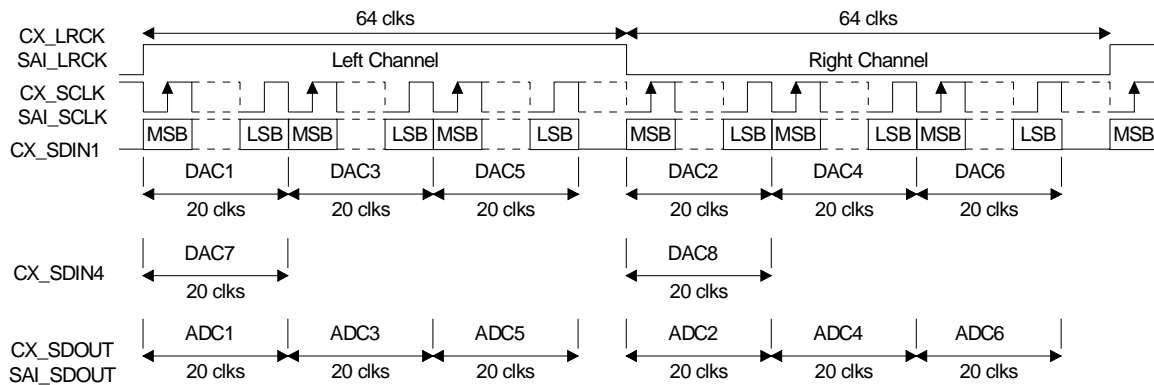 64 clks 64 clks
CX_LRCK
SAI_LRCK
Left Channel Right Channel
CX_SCLK
SAI_SCLK
CX_SDIN1
MSB LSB MSB LSB MSB LSB MSB LSB MSB LSB MSB LSB MSB
DAC1 DAC3 DAC5 DAC2 DAC4 DAC6
20 clks 20 clks 20 clks 20 clks 20 clks 20 clks
DAC7 DAC8
CX_SDIN4
20 clks 20 clks
ADC1 ADC3 ADC5 ADC2 ADC4 ADC6
CX_SDOUT
SAI_SDOUT
20 clks 20 clks 20 clks 20 clks 20 clks 20 clks